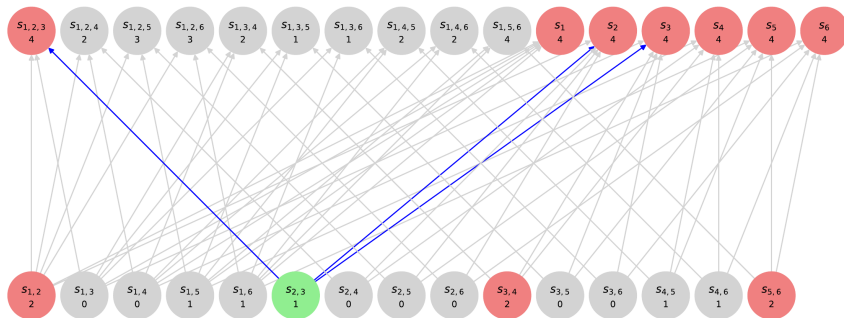 s1,2,3 s1,2,4 s1,2,5 s1,2,6 s1,3,4 s1,3,5 s1,3,6 s1,4,5 s1,4,6 s1,5,6 s1 s2 s3 s4 s5 s6
4 2 3 3 2 1 1 2 2 4 4 4 4 4 4 4
s1,2 s1,3 s1,4 s1,5 s1,6 s2,3 s2,4 s2,5 s2,6 s3,4 s3,5 s3,6 s4,5 s4,6 s5,6
2 0 0 1 1 1 0 0 0 2 0 0 1 1 2